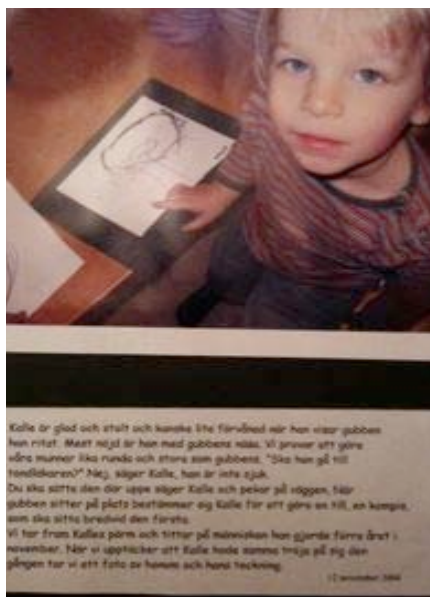 Kalle är glad och stolt och kanske lite förvånad när han visar gubben
han ritat. Mest nöjd är han med gubbens näsa. Vi provar att göra
våra munnar lika runda och stora som gubbens. "Ska han gå till
tandläkaren?" Nej, säger Kalle, han är inte sjuk.
Du ska sätta den där uppe säger Kalle och pekar på väggen. När
gubben sitter på plats bestämmer sig Kalle för att göra en till, en kompis,
som ska sitta bredvid den första.
Vi tar fram Kalles pärm och tittar på människan han gjorde förra året i
november. När vi upptäcker att Kalle hade samma tröja på sig den
gången tar vi ett foto av honom och hans teckning.
12 november